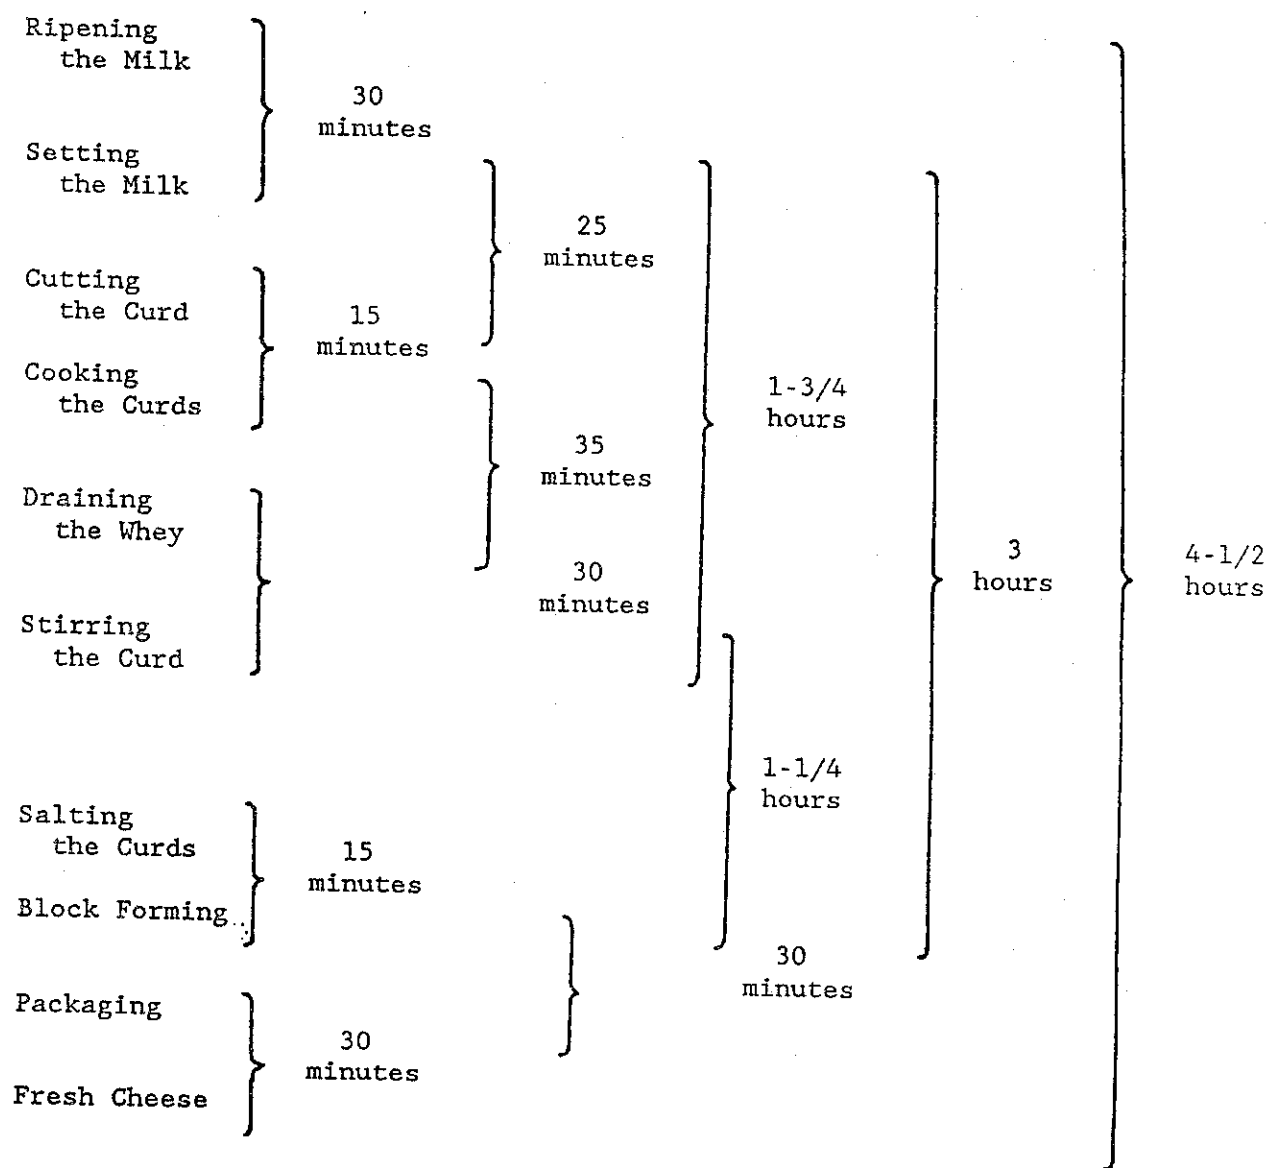 Ripening
the Milk
30
minutes
Setting
the Milk
25
minutes
Cutting
the Curd
15
minutes
Cooking
the Curds
1-3/4
hours
35
minutes
Draining
the Whey
30
minutes
3
hours
4-1/2
hours
Stirring
the Curd
1-1/4
hours
Salting
the Curds
15
minutes
Block Forming
30
minutes
Packaging
30
minutes
Fresh Cheese